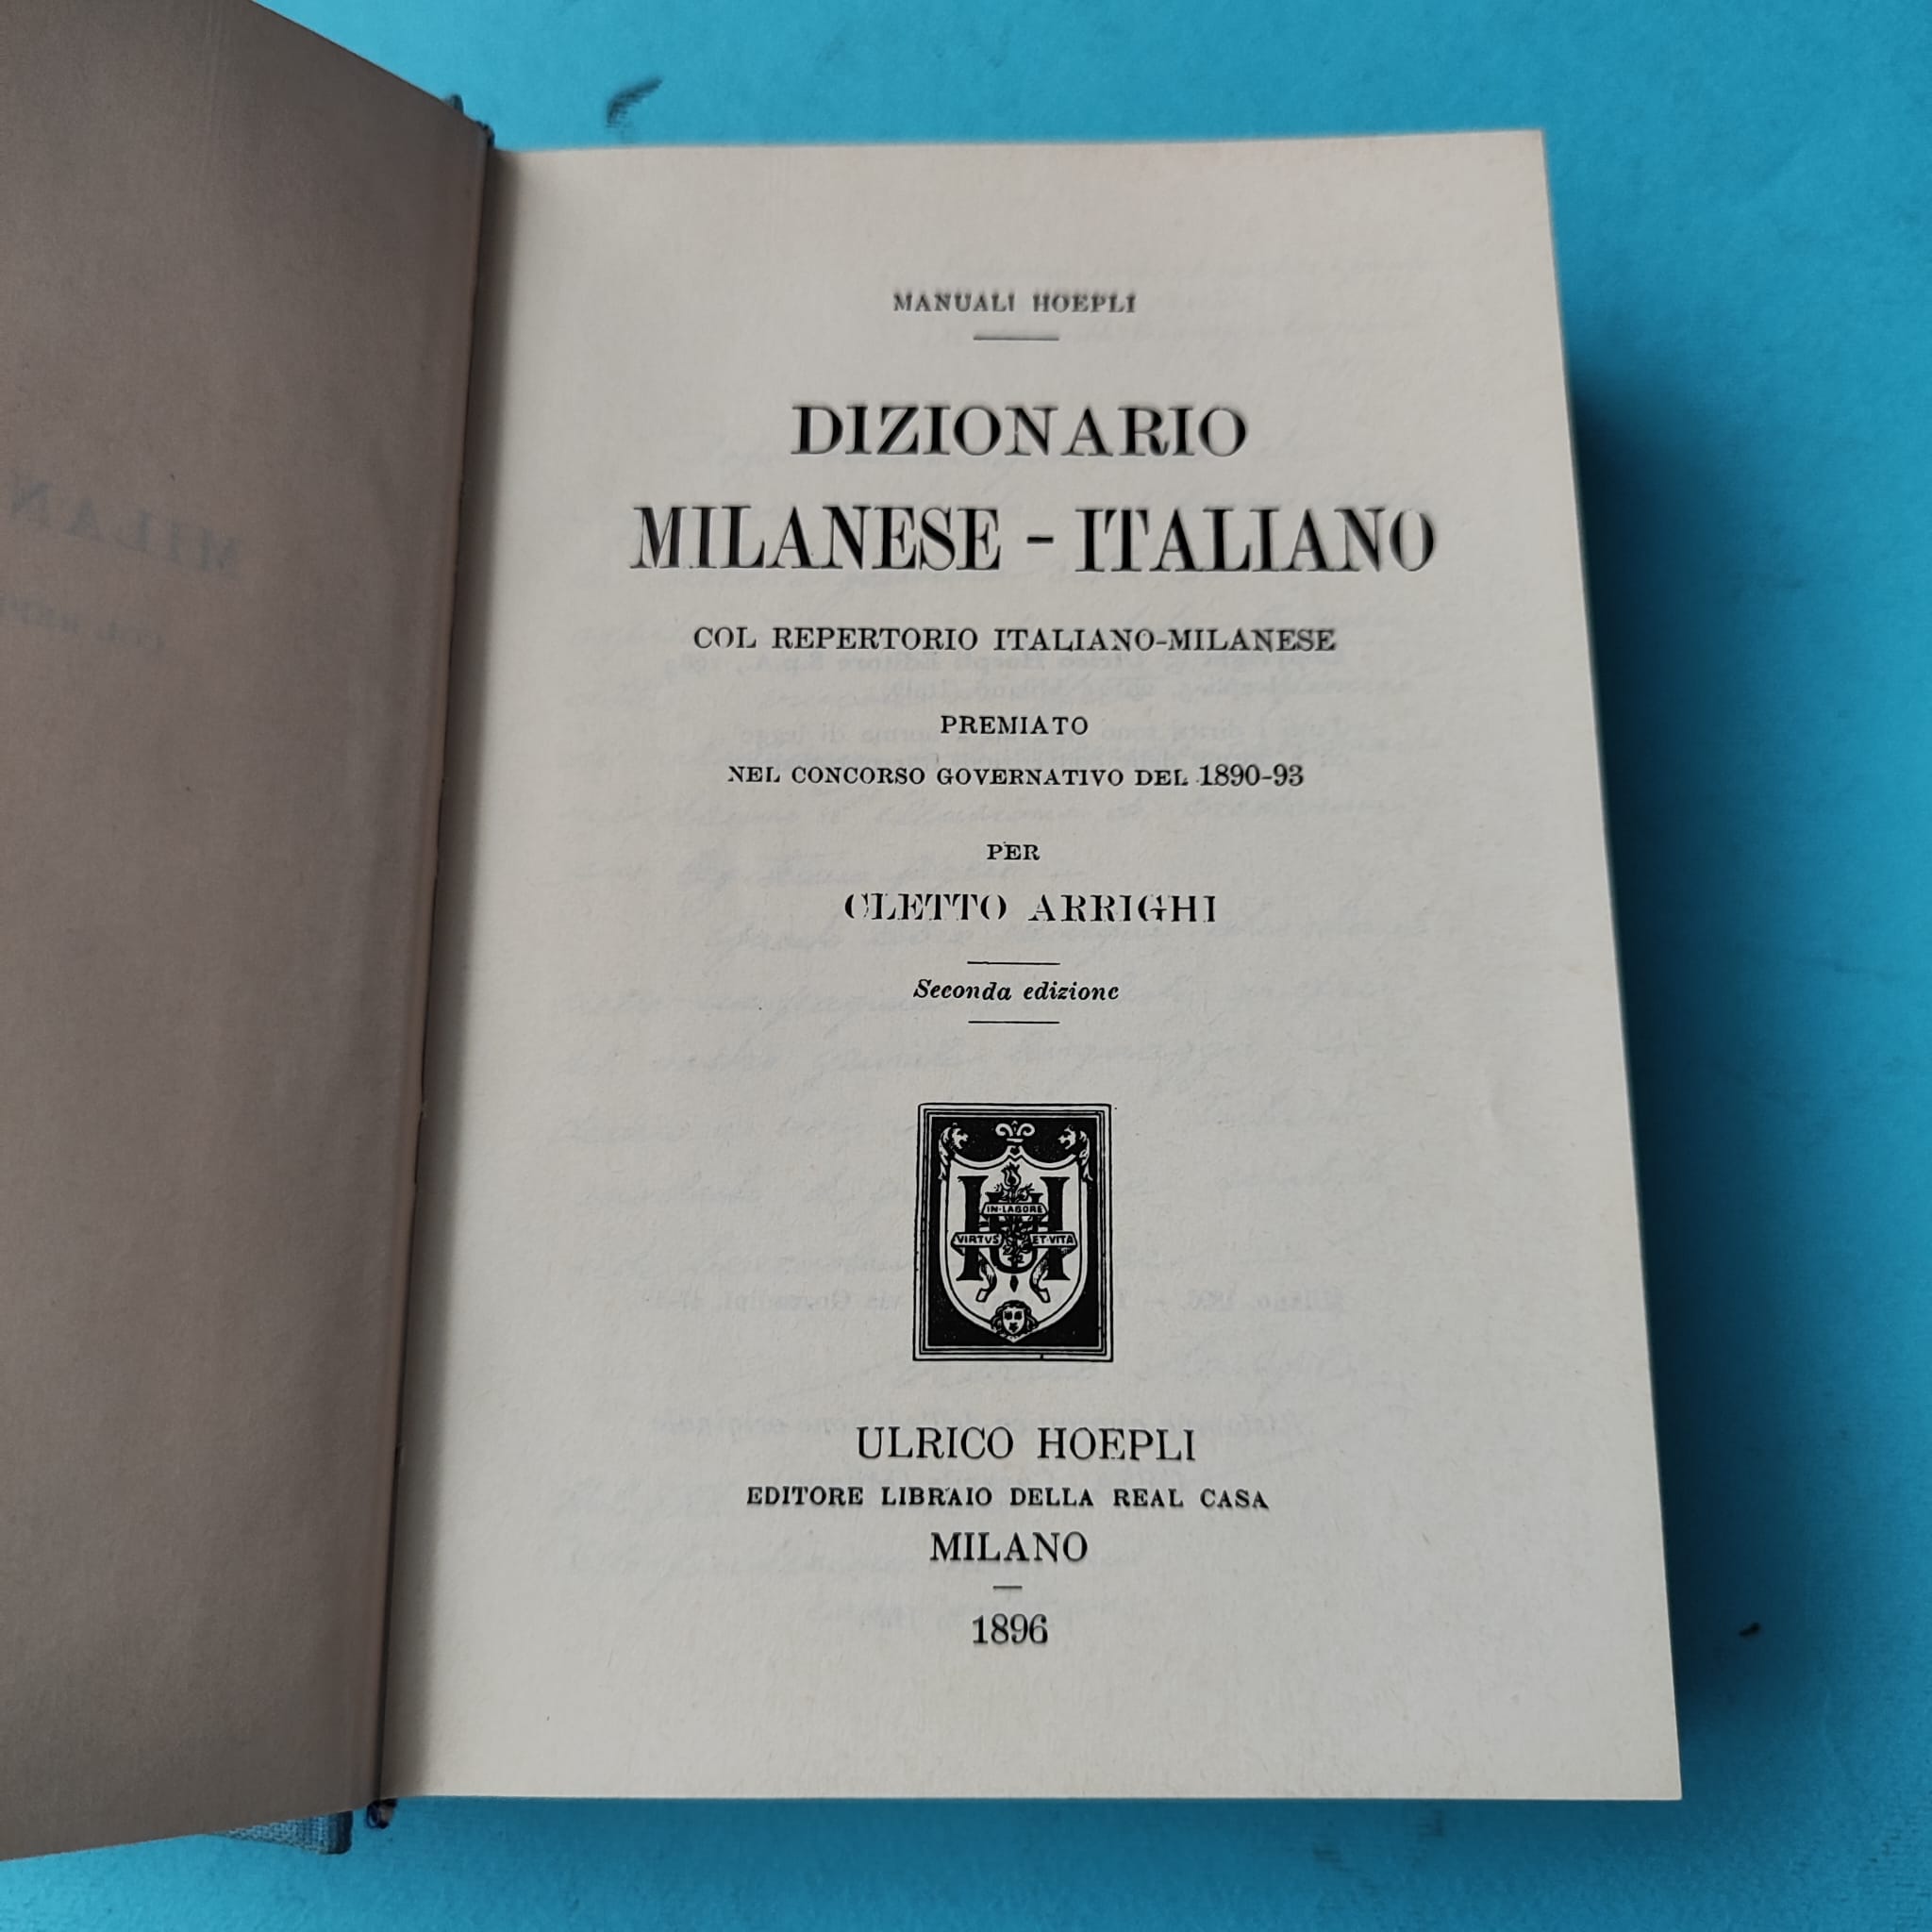 MANUALI HOEPLI
DIZIONARIO
MILANESE - ITALIANO
COL REPERTORIO ITALIANO-MILANESE
PREMIATO
NEL CONCORSO GOVERNATIVO DEL 1890-93
PER
CLETTO ARRIGHI
Seconda edizione
IN·LABORE
VIRTUS ET·VITA
ULRICO HOEPLI
EDITORE LIBRAIO DELLA REAL CASA
MILANO
1896